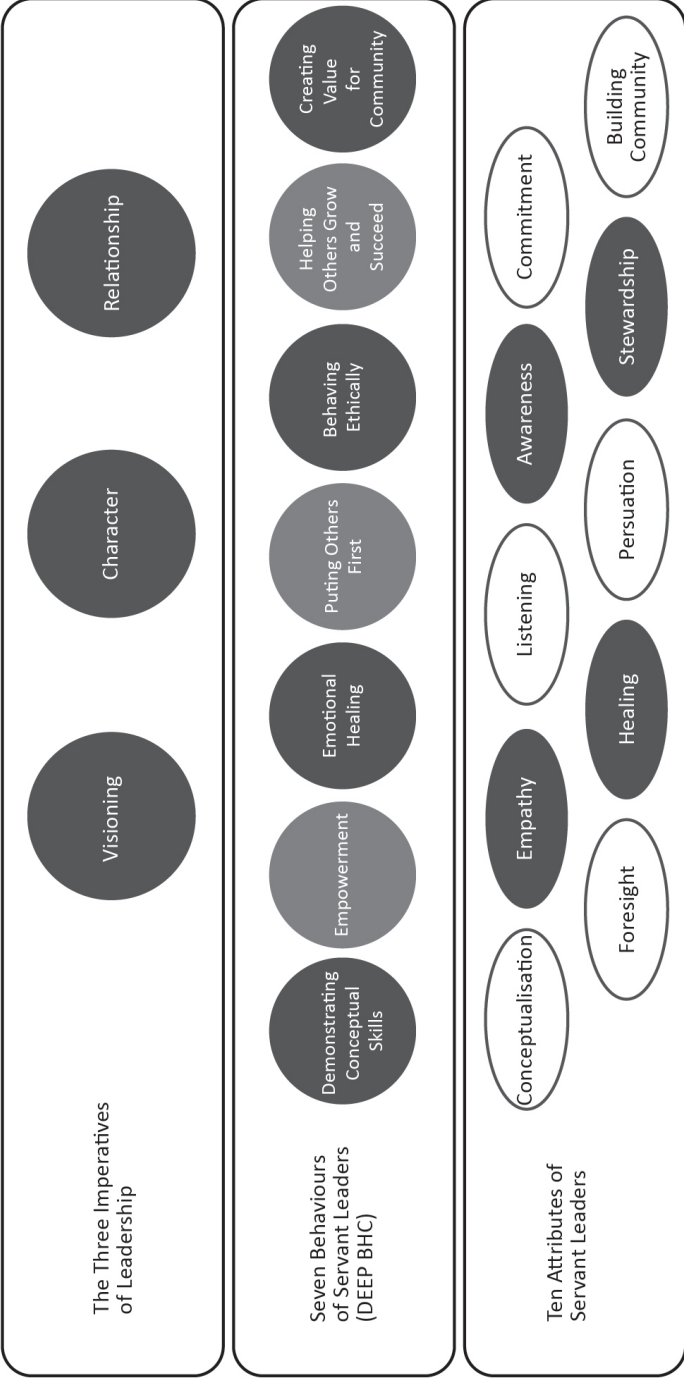 The Three Imperatives
of Leadership
Visioning
Character
Relationship
Seven Behaviours
of Servant Leaders
(DEEP BHC)
Demonstrating
Conceptual
Skills
Empowerment
Emotional
Healing
Puting Others
First
Behaving
Ethically
Helping
Others Grow
and
Succeed
Creating
Value
for
Community
Ten Attributes of
Servant Leaders
Conceptualisation
Empathy
Listening
Awareness
Commitment
Foresight
Healing
Persuation
Stewardship
Building
Community